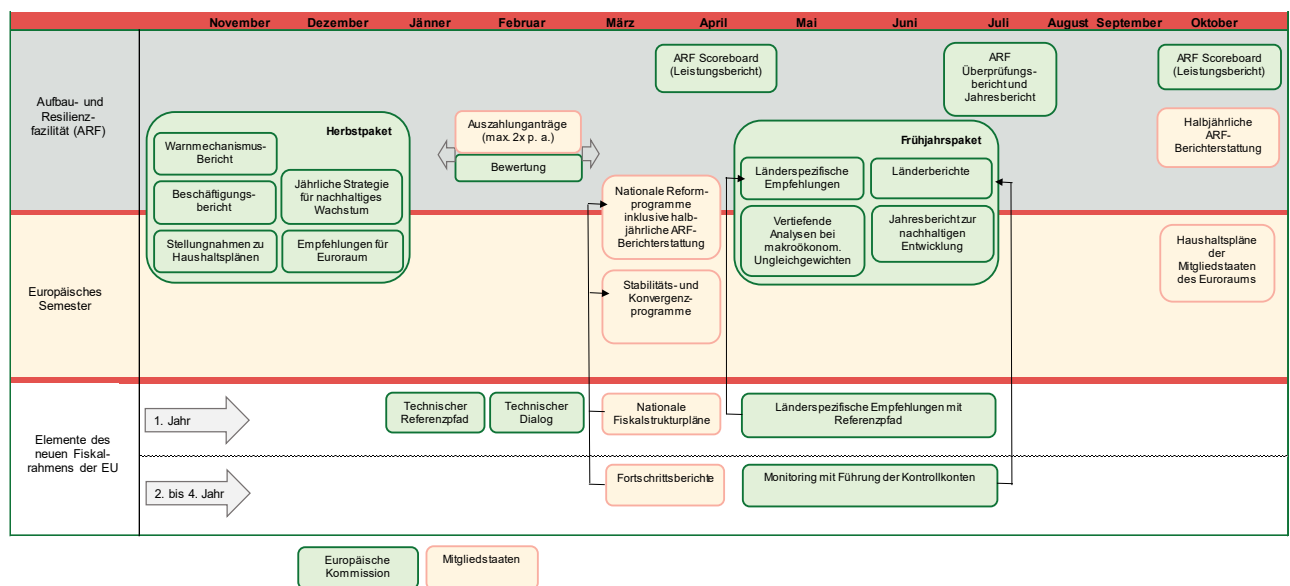 November Dezember Jänner Februar März April Mai Juni Juli August September Oktober
Aufbau- und
Resilienz-
fazilität (ARF)
Herbstpaket
Warnmechanismus-
Bericht
Beschäftigungs-
bericht
Jährliche Strategie
für nachhaltiges
Wachstum
Stellungnahmen zu
Haushaltsplänen
Empfehlungen für
Euroraum
Auszahlunganträge
(max. 2x p. a.)
Bewertung
ARF Scoreboard
(Leistungsbericht)
ARF
Überprüfungs-
bericht und
Jahresbericht
ARF Scoreboard
(Leistungsbericht)
Halbjährliche
ARF-
Berichterstattung
Nationale Reform-
programme
inklusive halb-
jährliche ARF-
Berichterstattung
Frühjahrspaket
Länderspezifische
Empfehlungen
Länderberichte
Vertiefende
Analysen bei
makroökonom.
Ungleichgewichten
Jahresbericht zur
nachhaltigen
Entwicklung
Europäisches
Semester
Stabilitäts- und
Konvergenz-
programme
Haushaltspläne
der
Mitgliedstaaten
des Euroraums
Elemente des
neuen Fiskal-
rahmens der EU
1. Jahr
Technischer
Referenzpfad
Technischer
Dialog
Nationale
Fiskalstrukturpläne
Länderspezifische Empfehlungen mit
Referenzpfad
2. bis 4. Jahr
Fortschrittsberichte
Monitoring mit Führung der Kontrollkonten
Europäische
Kommission
Mitgliedstaaten